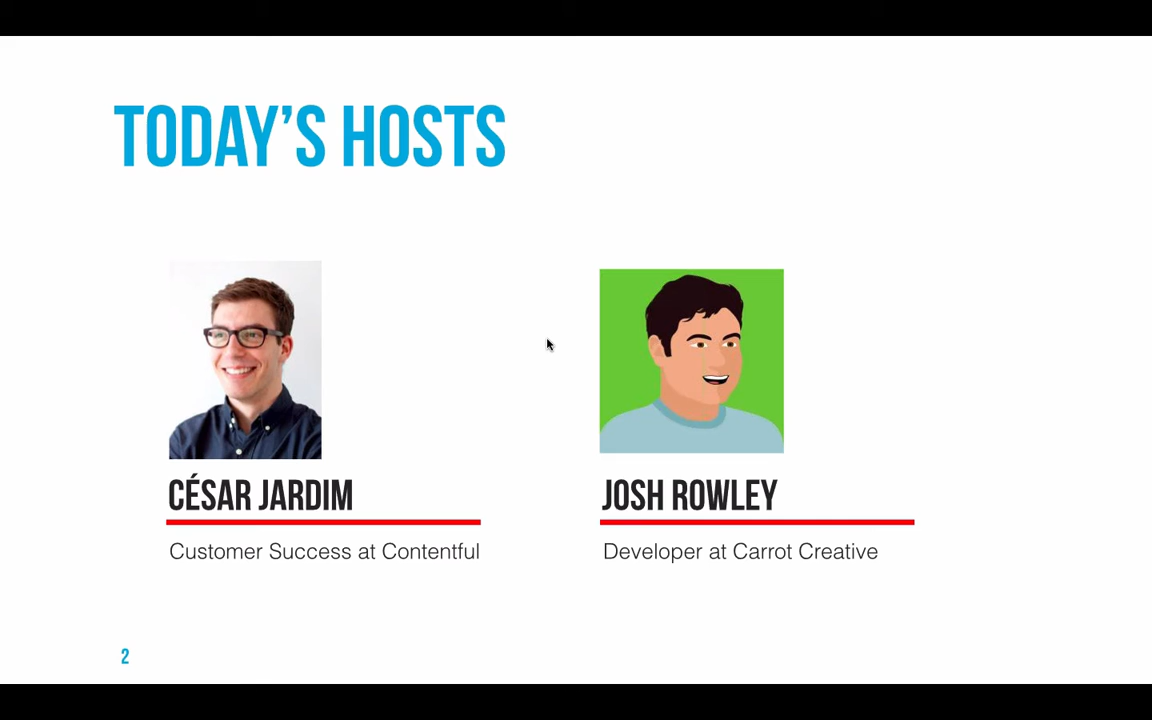 TODAY'S HOSTS
CÉSAR JARDIM
Customer Success at Contentful
JOSH ROWLEY
Developer at Carrot Creative
2